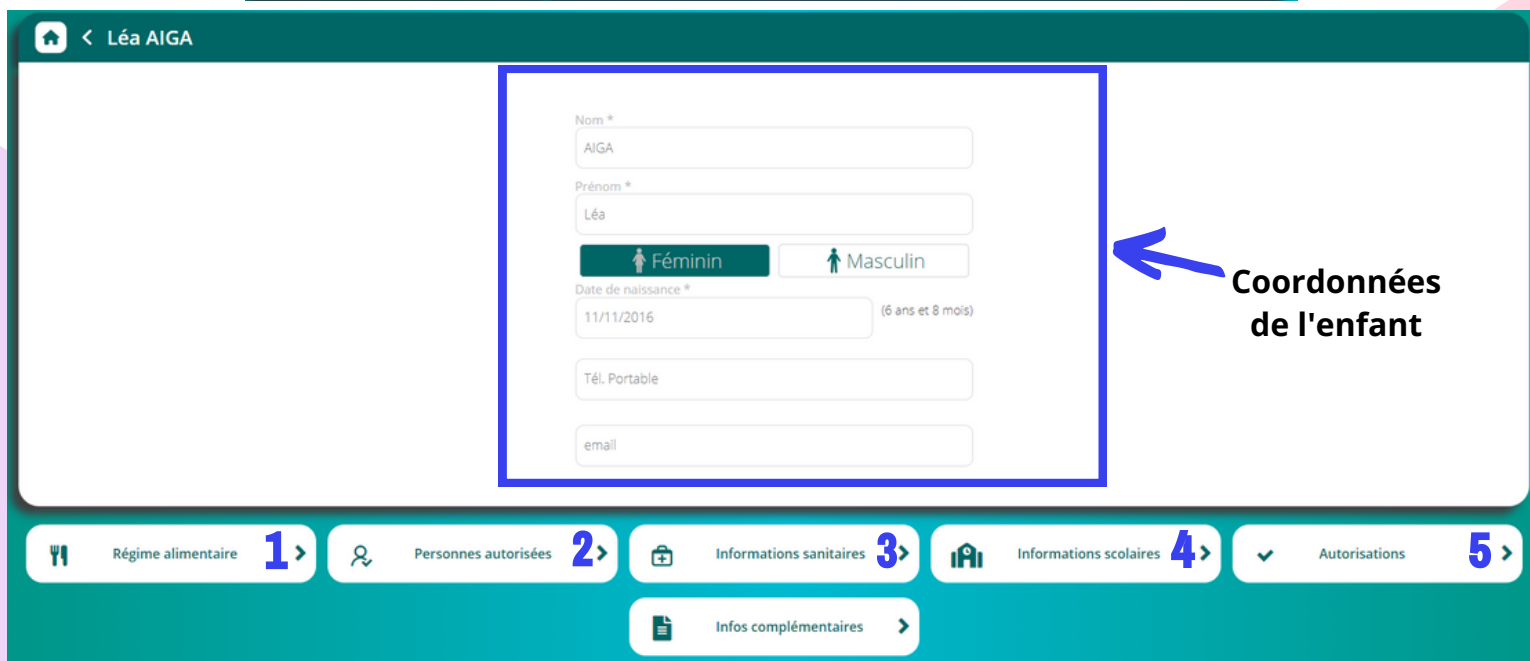 Léa AIGA
Nom *
AIGA
Prénom *
Léa
Féminin Masculin
Date de naissance *
11/11/2016 (6 ans et 8 mois)
Tél. Portable
email
Coordonnées
de l'enfant
Régime alimentaire 1 Personnes autorisées 2 Informations sanitaires 3 Informations scolaires 4 Autorisations 5
Infos complémentaires